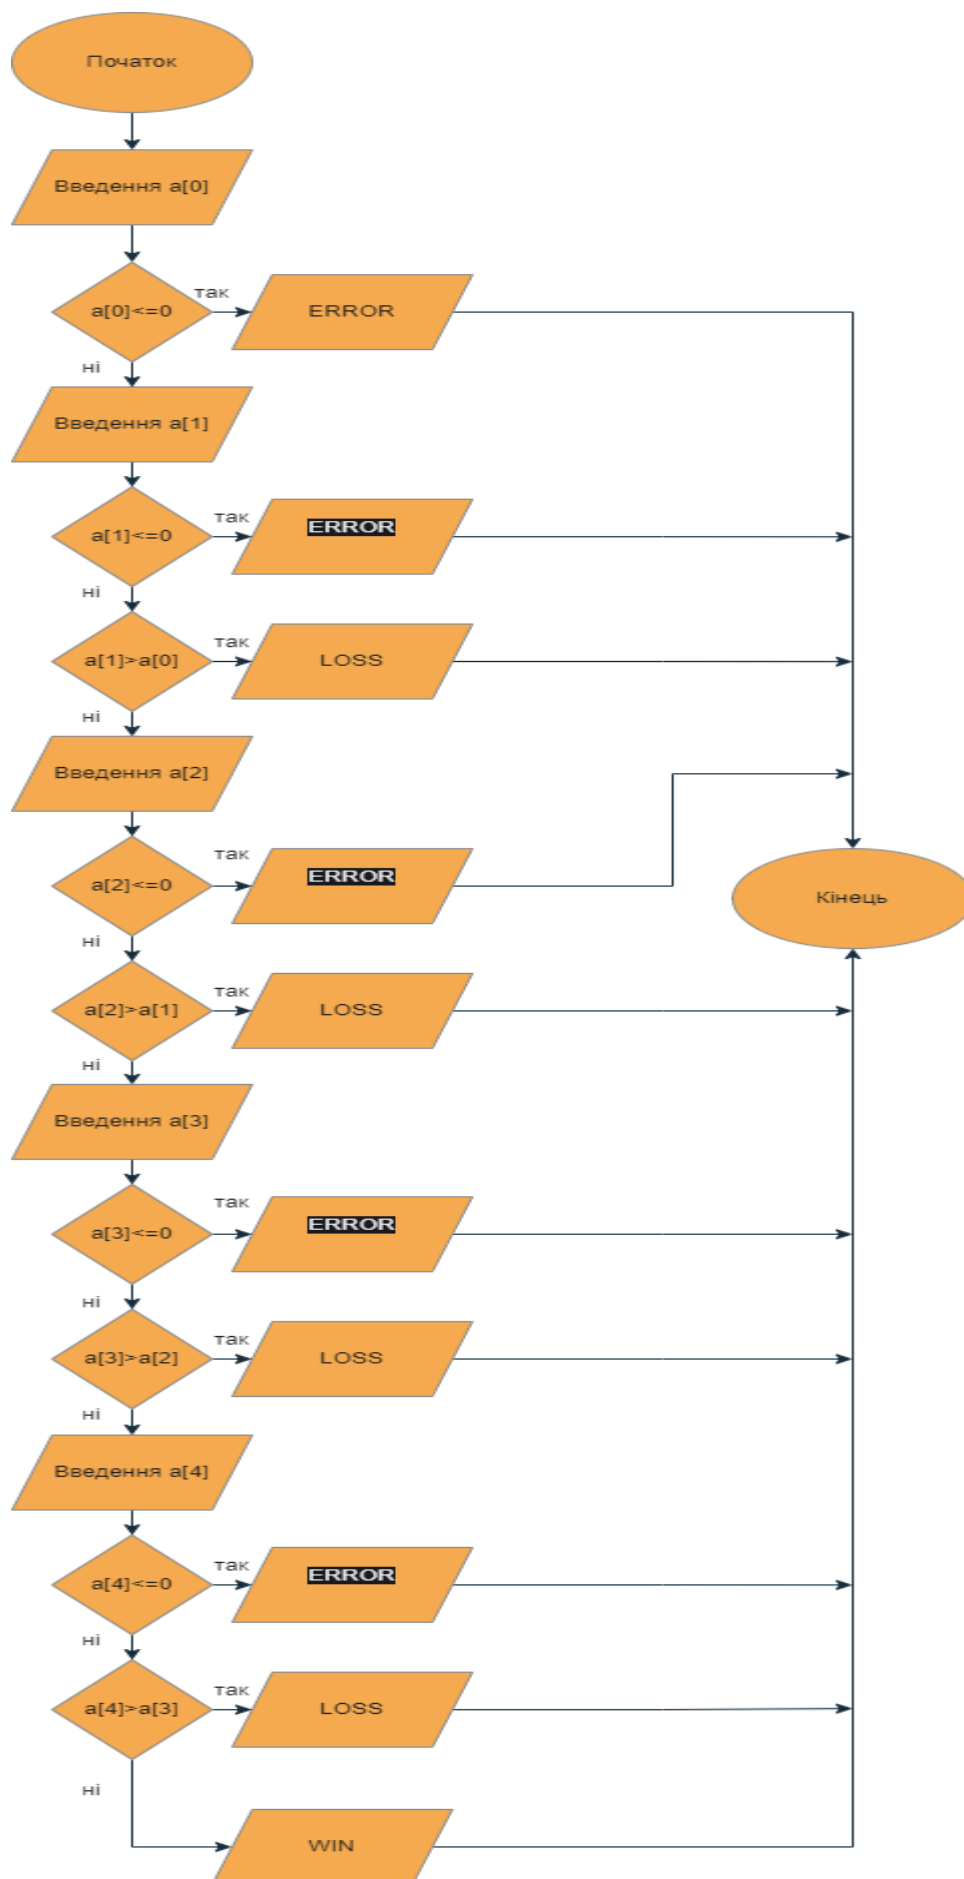 Початок
Введення a[0]
a[0]<=0
так
ERROR
ні
Введення a[1]
a[1]<=0
так
ERROR
ні
a[1]>a[0]
так
LOSS
ні
Введення a[2]
a[2]<=0
так
ERROR
Кінець
ні
a[2]>a[1]
так
LOSS
ні
Введення a[3]
a[3]<=0
так
ERROR
ні
a[3]>a[2]
так
LOSS
ні
Введення a[4]
a[4]<=0
так
ERROR
ні
a[4]>a[3]
так
LOSS
ні
WIN